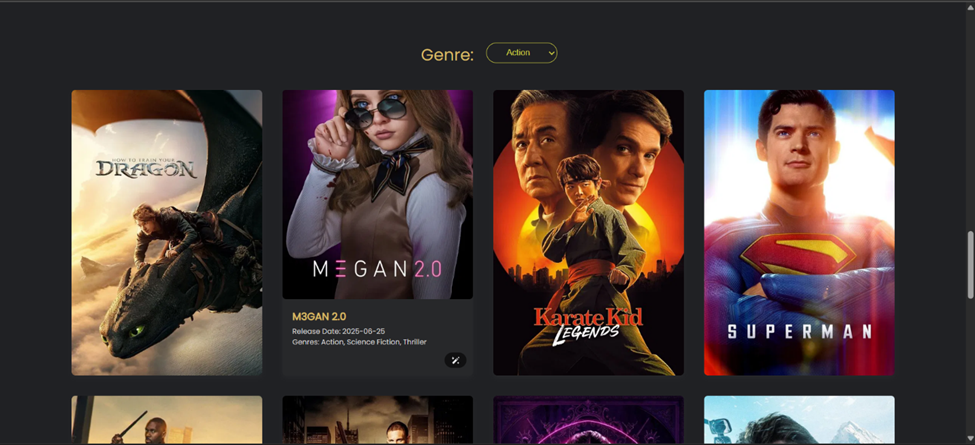 Genre: Action
HOW TO TRAIN YOUR
DRAGON
MEGAN 2.0
M3GAN 2.0
Release Date: 2025-06-25
Genres: Action, Science Fiction, Thriller
Karate Kid
LEGENDS
SUPERMAN